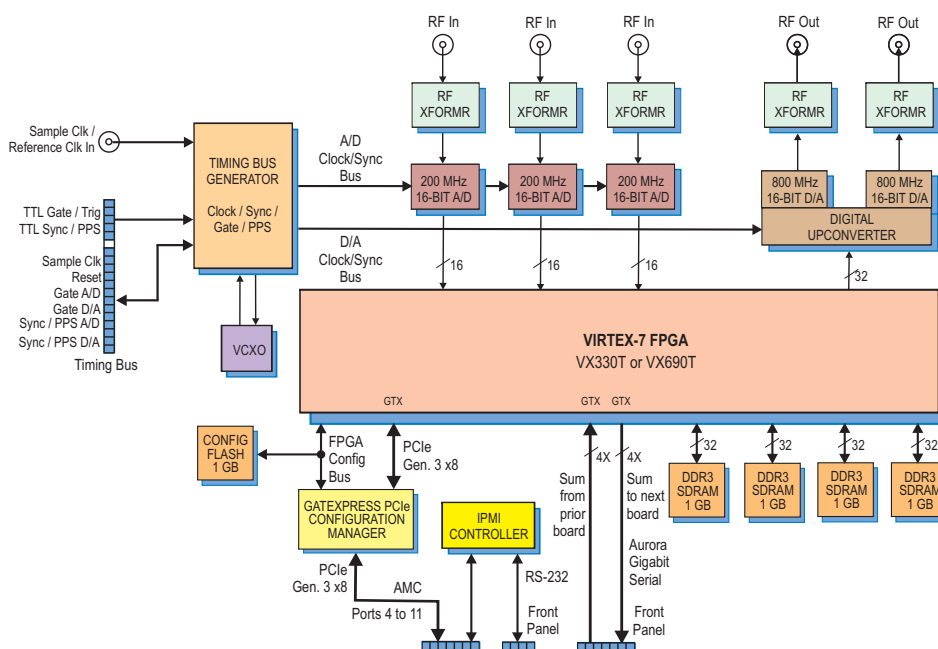 RF In
RF In
RF In
RF Out
RF Out
RF
XFORMR
RF
XFORMR
RF
XFORMR
RF
XFORMR
RF
XFORMR
Sample Clk /
Reference Clk In
TIMING BUS
GENERATOR
Clock / Sync /
Gate / PPS
A/D
Clock/Sync
Bus
200 MHz
16-BIT A/D
200 MHz
16-BIT A/D
200 MHz
16-BIT A/D
800 MHz
16-BIT D/A
800 MHz
16-BIT D/A
DIGITAL
UPCONVERTER
TTL Gate / Trig
TTL Sync / PPS
Sample Clk
Reset
Gate A/D
Gate D/A
Sync / PPS A/D
Sync / PPS D/A
Timing Bus
D/A
Clock/Sync
Bus
16
16
16
32
VCXO
VIRTEX-7 FPGA
VX330T or VX690T
GTX
GTX
GTX
CONFIG
FLASH
1 GB
FPGA
Config
Bus
PCIe
Gen. 3 x8
4X
4X
32
32
32
32
Sum
from
prior
board
Sum
to next
board
DDR3
SDRAM
1 GB
DDR3
SDRAM
1 GB
DDR3
SDRAM
1 GB
DDR3
SDRAM
1 GB
GATEXPRESS PCIe
CONFIGURATION
MANAGER
IPMI
CONTROLLER
Aurora
Gigabit
Serial
PCIe
Gen. 3 x8
AMC
Ports 4 to 11
RS-232
Front
Panel
Front
Panel